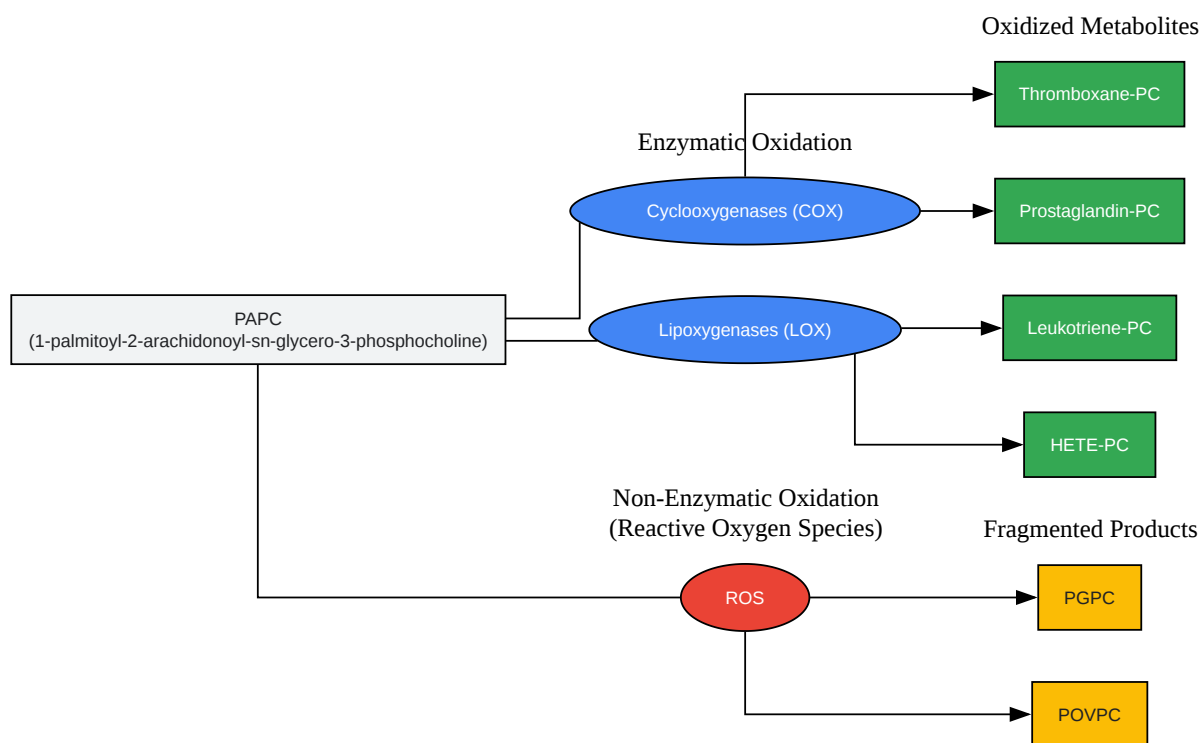 Oxidized Metabolites
Thromboxane-PC
Enzymatic Oxidation
Cyclooxygenases (COX)
Prostaglandin-PC
PAPC
(1-palmitoyl-2-arachidonoyl-sn-glycero-3-phosphocholine)
Lipoxygenases (LOX)
Leukotriene-PC
HETE-PC
Non-Enzymatic Oxidation
(Reactive Oxygen Species)
Fragmented Products
ROS
PGPC
POVPC